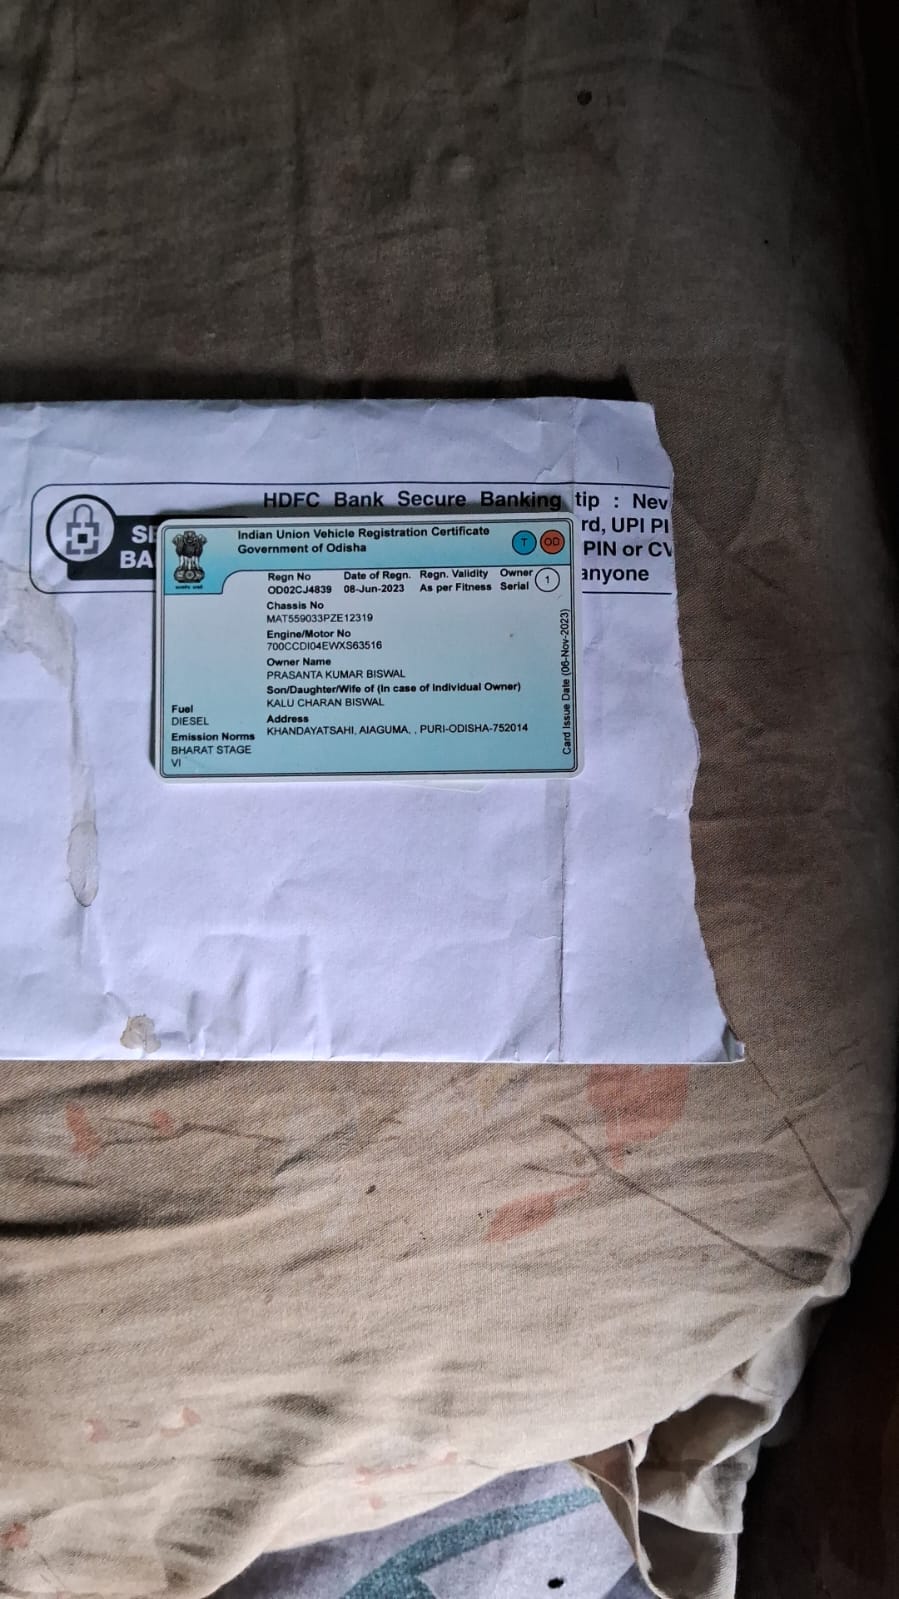 HDFC Bank Secure Banking tip : Nev
rd, UPI PI
PIN or CV
anyone
Indian Union Vehicle Registration Certificate
Government of Odisha
T OD
Regn No Date of Regn. Regn. Validity Owner
OD02CJ4839 08-Jun-2023 As per Fitness Serial 1
Chassis No
MAT559033PZE12319
Engine/Motor No
700CCDI04EWXS63516
Owner Name
PRASANTA KUMAR BISWAL
Son/Daughter/Wife of (In case of Individual Owner)
KALU CHARAN BISWAL
Address
KHANDAYATSAHI, AIAGUMA, , PURI-ODISHA-752014
Fuel
DIESEL
Emission Norms
BHARAT STAGE
VI
Card Issue Date (06-Nov-2023)